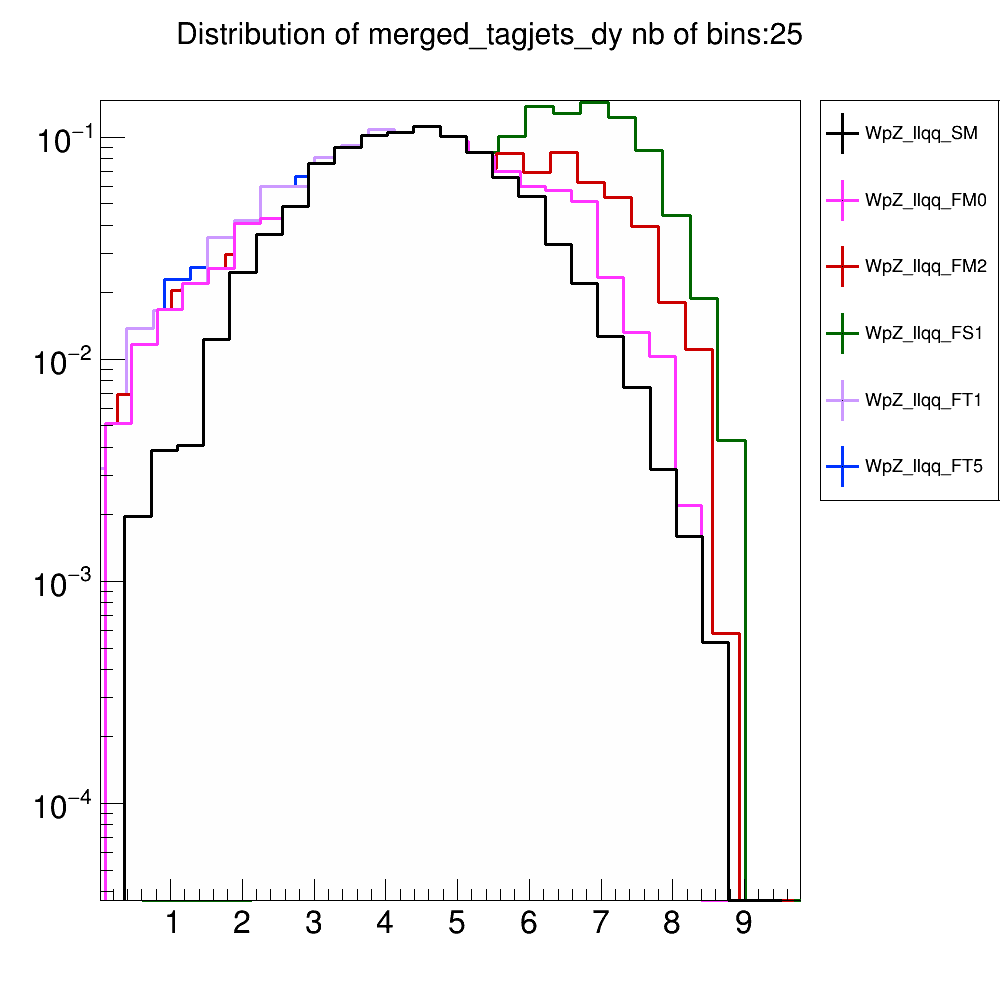 Distribution of merged_tagjets_dy nb of bins:25
10⁻¹
10⁻²
10⁻³
10⁻⁴
1 2 3 4 5 6 7 8 9
WpZ_llqq_SM
WpZ_llqq_FM0
WpZ_llqq_FM2
WpZ_llqq_FS1
WpZ_llqq_FT1
WpZ_llqq_FT5